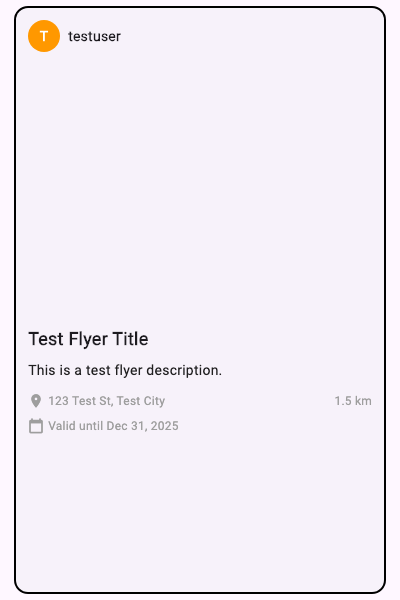 T testuser
Test Flyer Title
This is a test flyer description.
123 Test St, Test City 1.5 km
Valid until Dec 31, 2025